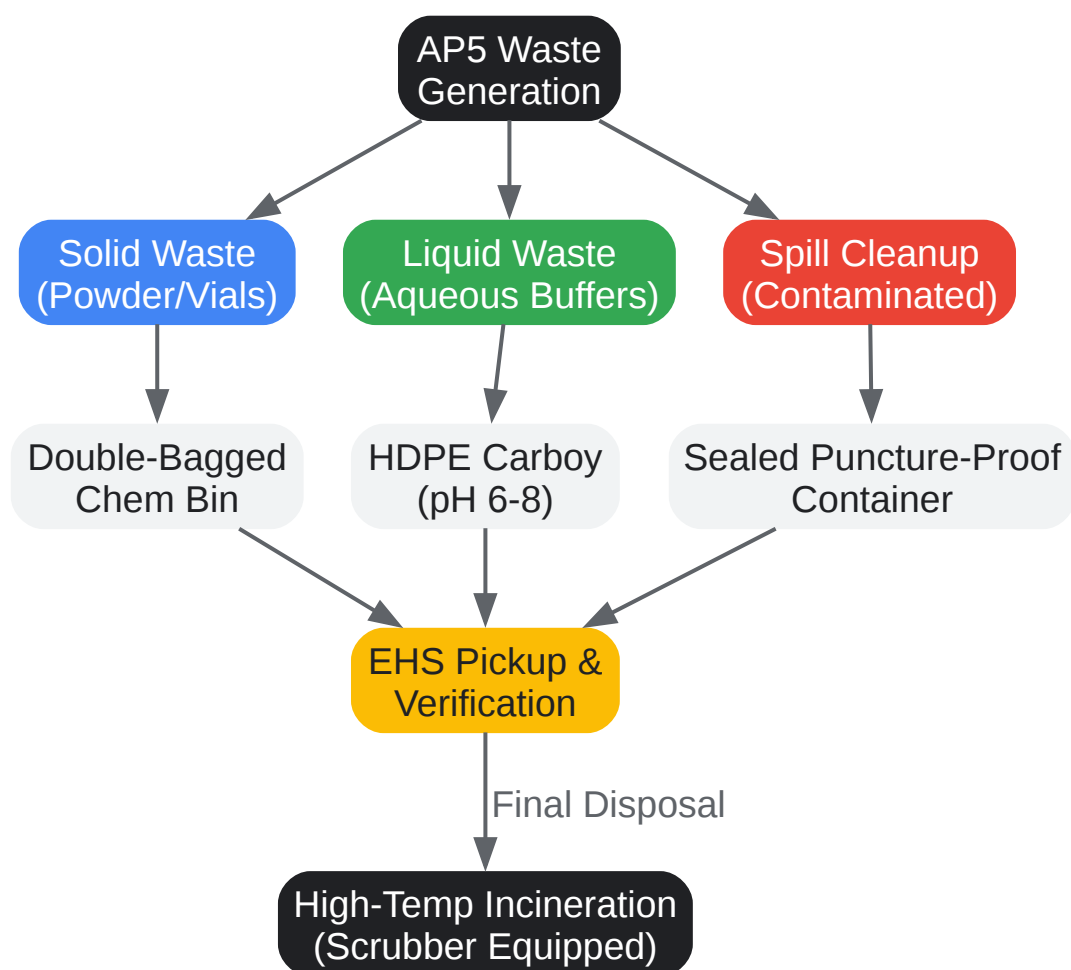 AP5 Waste
Generation
Solid Waste
(Powder/Vials)
Liquid Waste
(Aqueous Buffers)
Spill Cleanup
(Contaminated)
Double-Bagged
Chem Bin
HDPE Carboy
(pH 6-8)
Sealed Puncture-Proof
Container
EHS Pickup &
Verification
Final Disposal
High-Temp Incineration
(Scrubber Equipped)